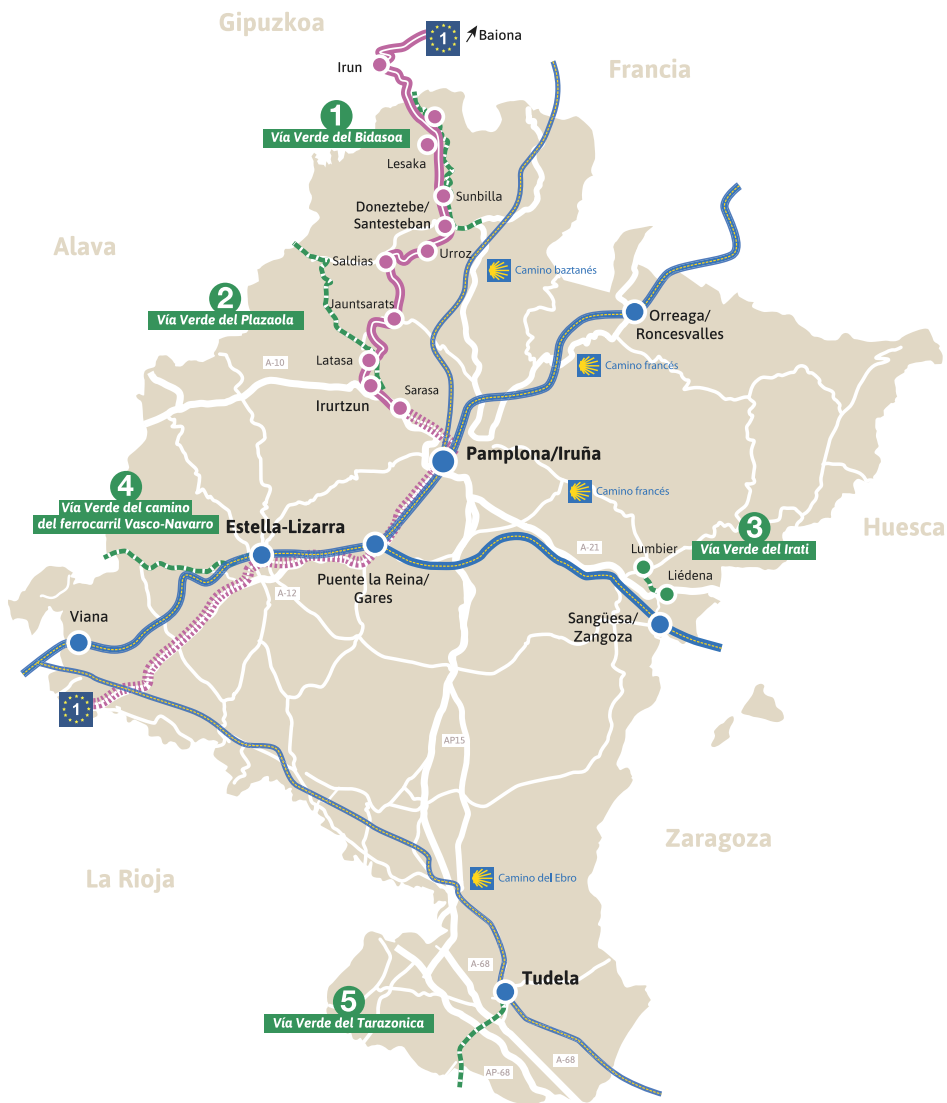 Gipuzkoa
1
Baiona
Irun
Francia
1
Vía Verde del Bidasoa
Lesaka
Sunbilla
Doneztebe/
Santesteban
Alava
Urroz
Saldias
Camino baztanés
2
Vía Verde del Plazaola
Jauntsarats
Orreaga/
Roncesvalles
Latasa
A-10
Camino francés
Sarasa
Irurtzun
Pamplona/Iruña
4
Vía Verde del camino
del ferrocarril Vasco-Navarro
Camino francés
Estella-Lizarra
3
Vía Verde del Irati
Huesca
Lumbier
A-21
Liédena
Puente la Reina/
Gares
A-12
Viana
Sangüesa/
Zangoza
1
AP15
Zaragoza
La Rioja
Camino del Ebro
A-68
Tudela
5
Vía Verde del Tarazonica
A-68
AP-68